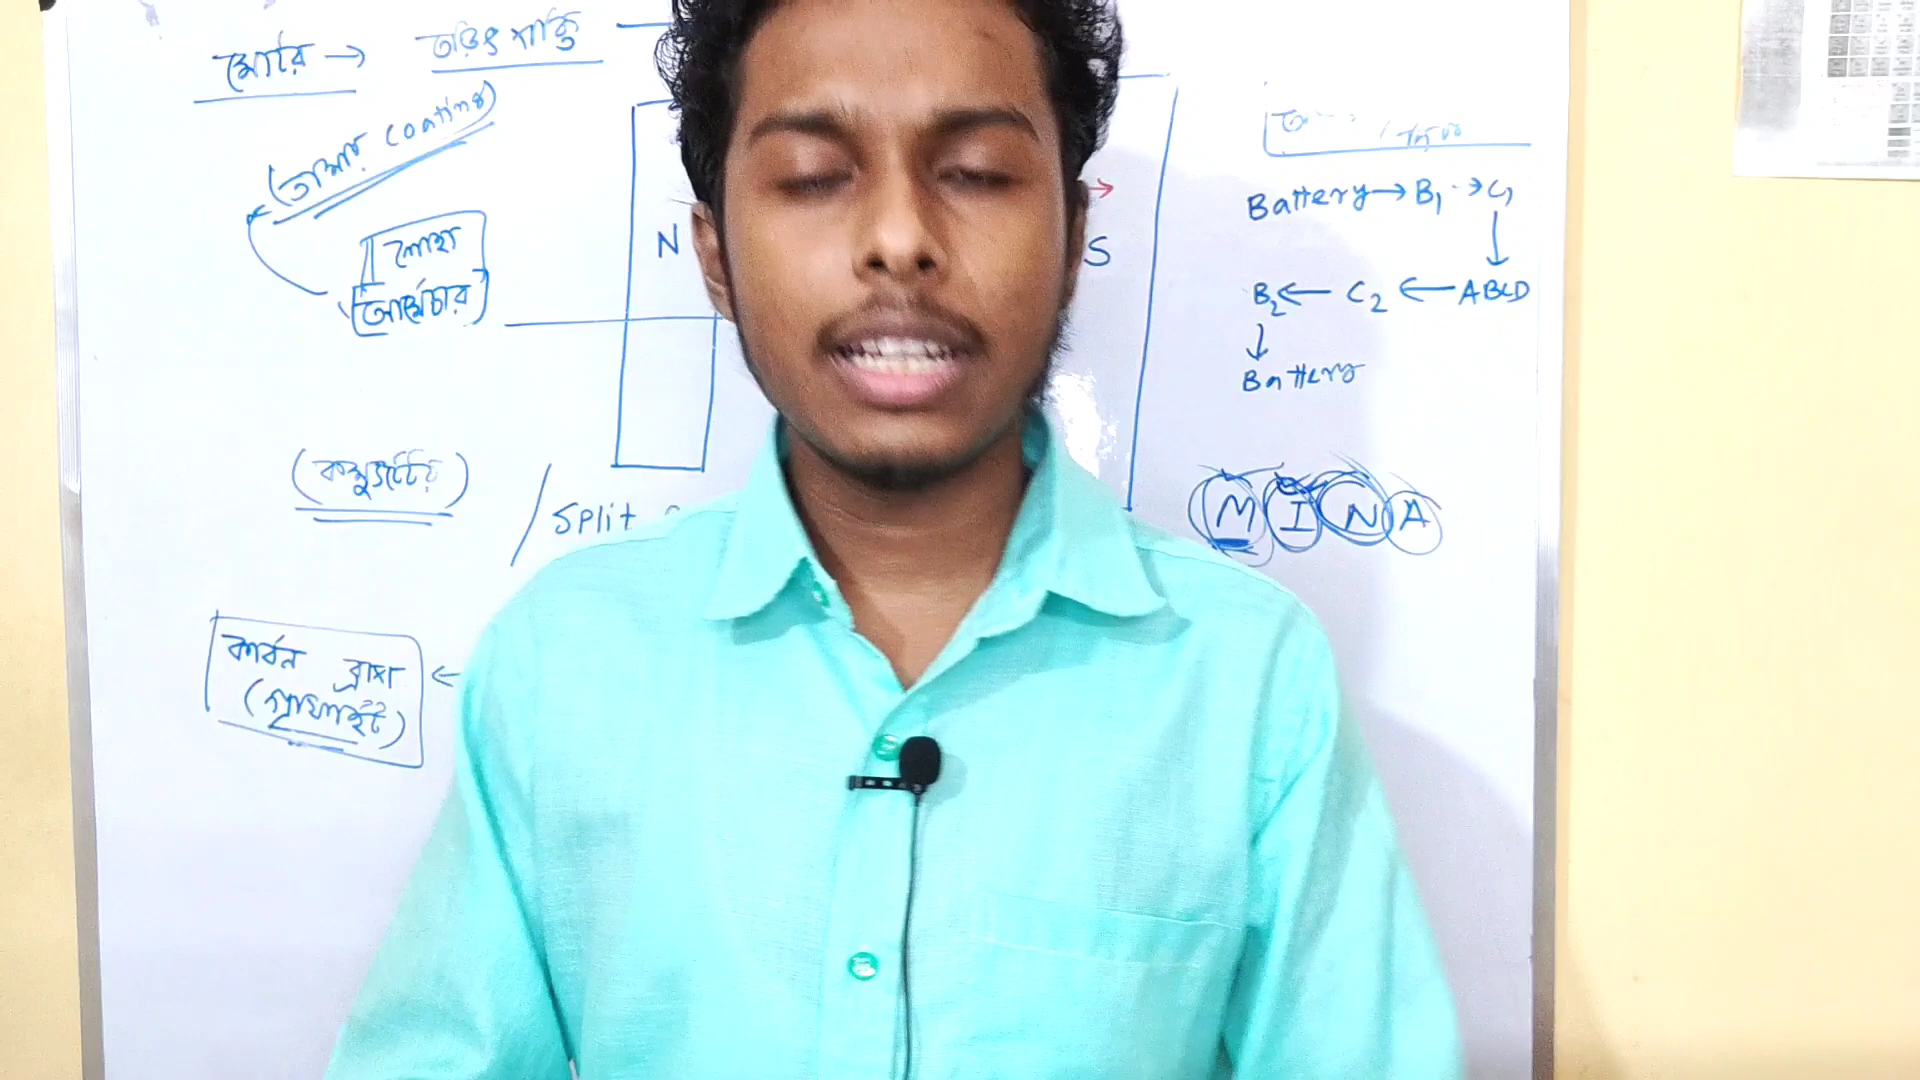 মোটর → তড়িৎ শক্তি
(তামার coating)
লোহা
আর্মেচার
N
S
Battery → B₁ → C₁
↓
B₂ ← C₂ ← ABCD
↓
Battery
(কম্যুটেটর)
/ Split
M I N A
কার্বন ব্রাশ ←
(গ্রাফাইট)